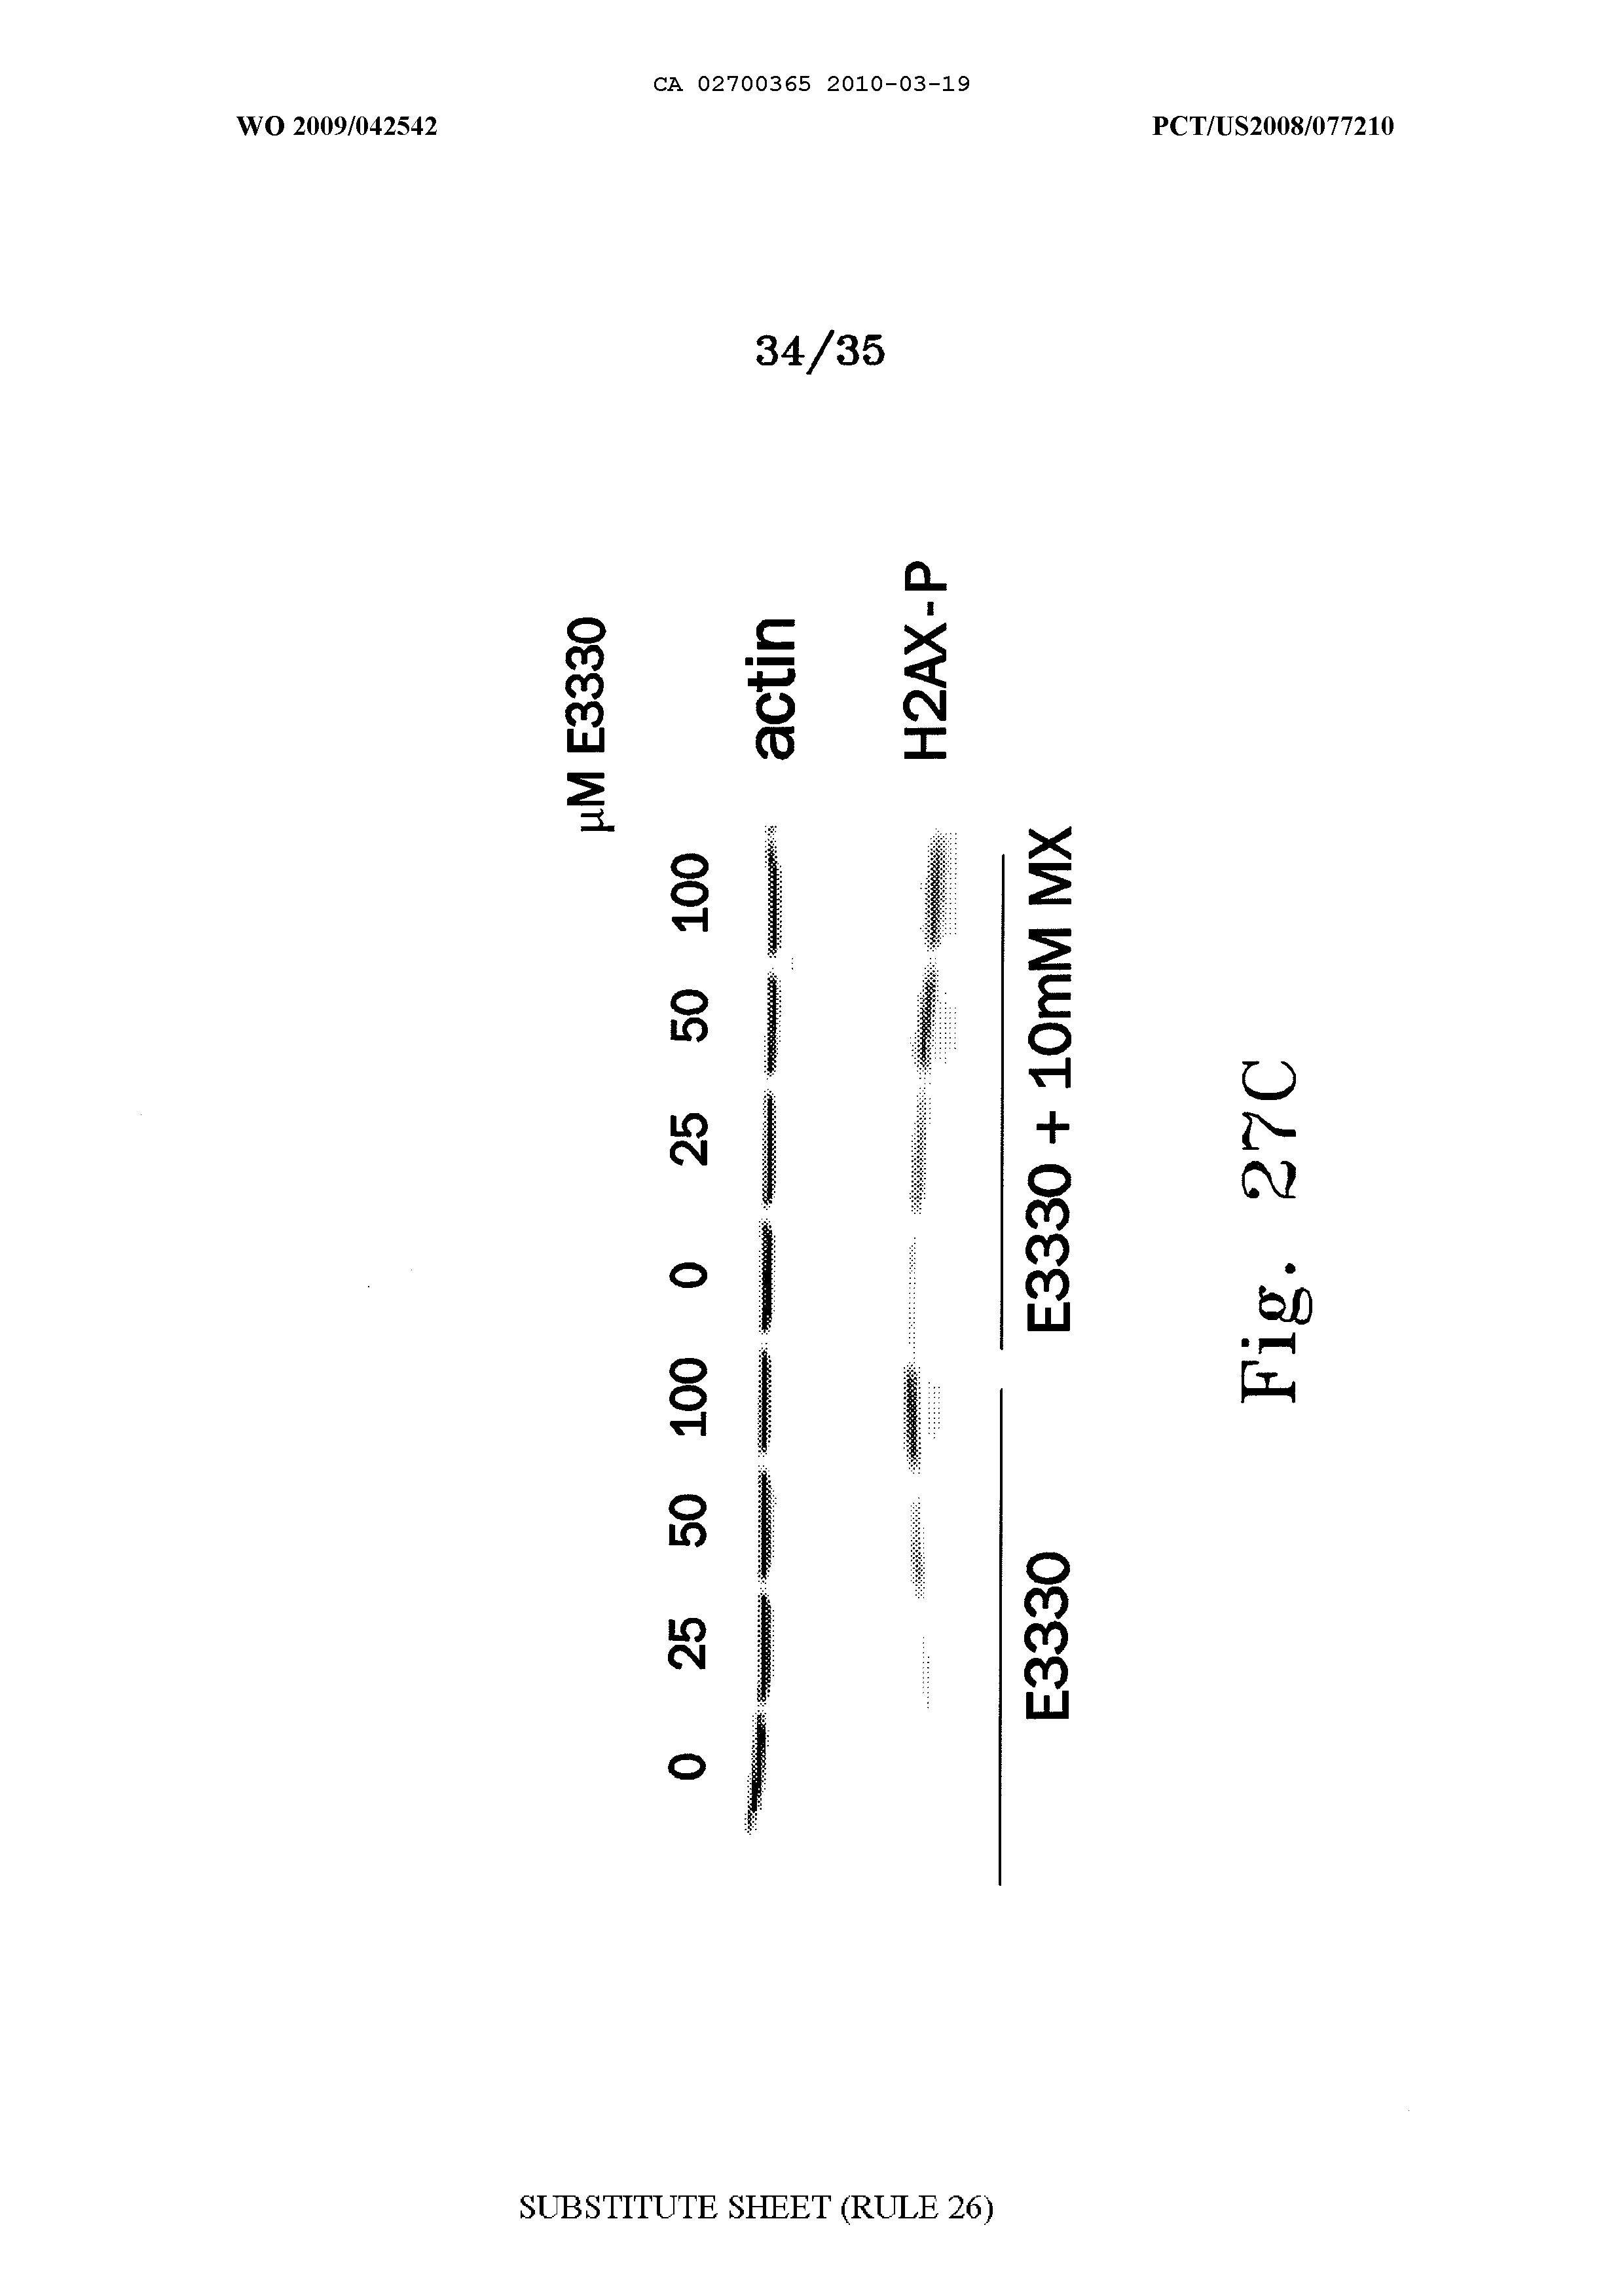 CA 02700365 2010-03-19
WO 2009/042542 PCT/US2008/077210
34/35
µM E3330
0 25 50 100 0 25 50 100
actin
H2AX-P
E3330 E3330 + 10mM MX
Fig. 27C
SUBSTITUTE SHEET (RULE 26)